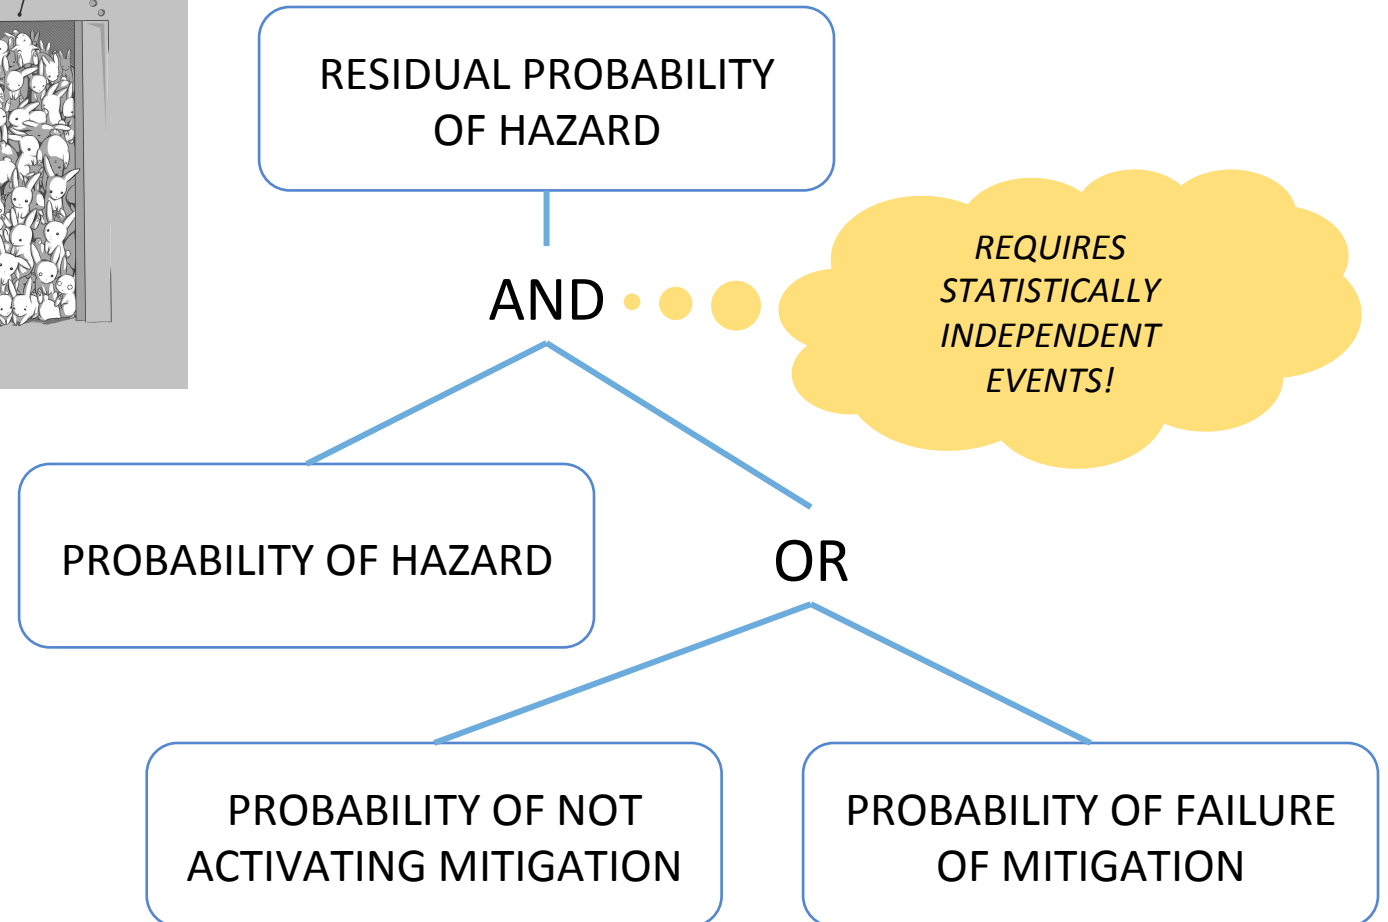 RESIDUAL PROBABILITY
OF HAZARD
REQUIRES
STATISTICALLY
INDEPENDENT
EVENTS!
AND
PROBABILITY OF HAZARD
OR
PROBABILITY OF NOT
ACTIVATING MITIGATION
PROBABILITY OF FAILURE
OF MITIGATION